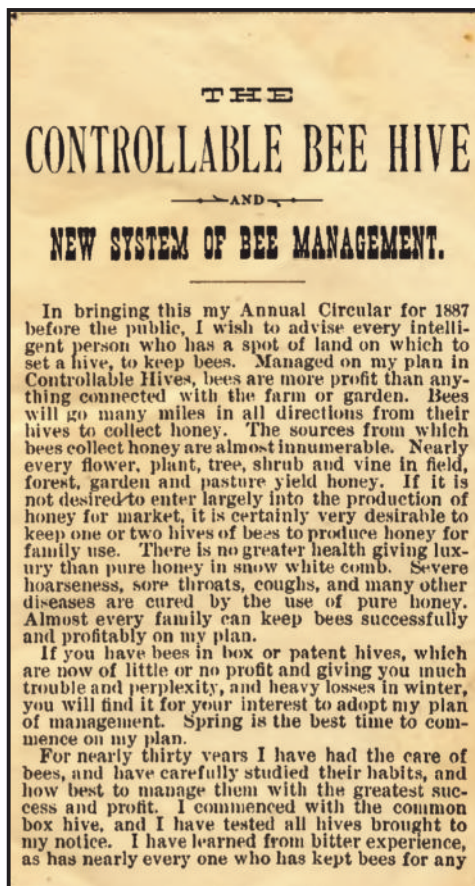 THE
CONTROLLABLE BEE HIVE
AND
NEW SYSTEM OF BEE MANAGEMENT.
In bringing this my Annual Circular for 1887
before the public, I wish to advise every intelli-
gent person who has a spot of land on which to
set a hive, to keep bees. Managed on my plan in
Controllable Hives, bees are more profit than any-
thing connected with the farm or garden. Bees
will go many miles in all directions from their
hives to collect honey. The sources from which
bees collect honey are almost innumerable. Nearly
every flower, plant, tree, shrub and vine in field,
forest, garden and pasture yield honey. If it is
not desired to enter largely into the production of
honey for market, it is certainly very desirable to
keep one or two hives of bees to produce honey for
family use. There is no greater health giving lux-
ury than pure honey in snow white comb. Severe
hoarseness, sore throats, coughs, and many other
diseases are cured by the use of pure honey.
Almost every family can keep bees successfully
and profitably on my plan.
If you have bees in box or patent hives, which
are now of little or no profit and giving you much
trouble and perplexity, and heavy losses in winter,
you will find it for your interest to adopt my plan
of management. Spring is the best time to com-
mence on my plan.
For nearly thirty years I have had the care of
bees, and have carefully studied their habits, and
how best to manage them with the greatest suc-
cess and profit. I commenced with the common
box hive, and I have tested all hives brought to
my notice. I have learned from bitter experience,
as has nearly every one who has kept bees for any